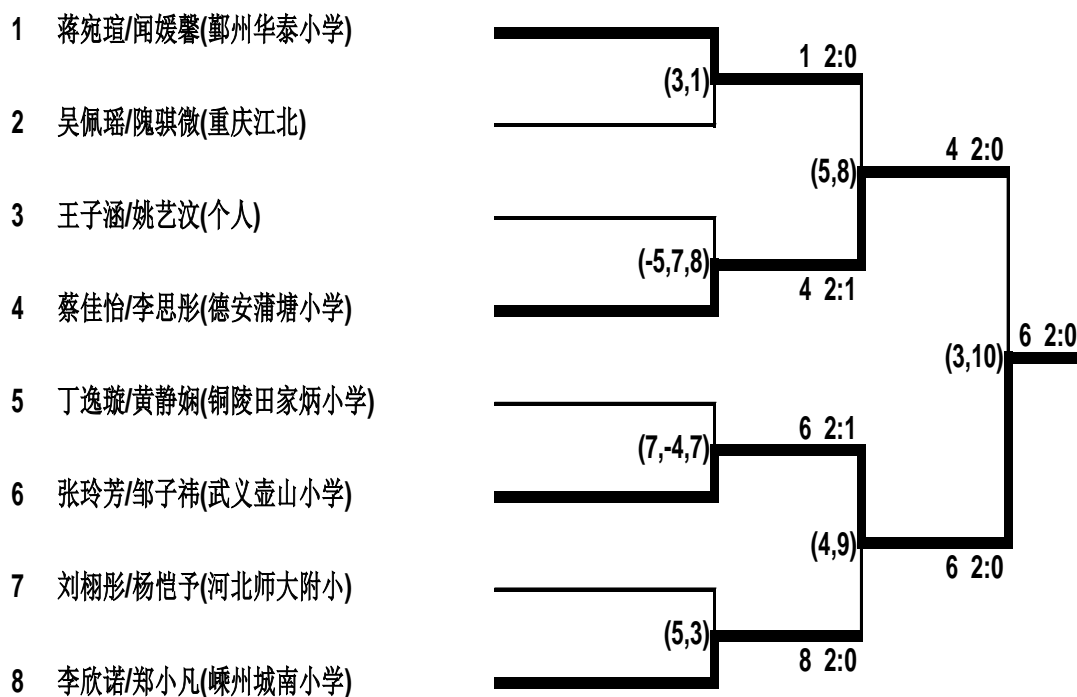 1 蒋宛瑄/闻媛馨(鄞州华泰小学)
1 2:0
(3,1)
2 吴佩瑶/隗骐微(重庆江北)
4 2:0
(5,8)
3 王子涵/姚艺汶(个人)
(-5,7,8)
4 2:1
4 蔡佳怡/李思彤(德安蒲塘小学)
6 2:0
(3,10)
5 丁逸璇/黄静娴(铜陵田家炳小学)
6 2:1
(7,-4,7)
6 张玲芳/邹子祎(武义壶山小学)
(4,9)
6 2:0
7 刘栩彤/杨恺予(河北师大附小)
(5,3)
8 2:0
8 李欣诺/郑小凡(嵊州城南小学)